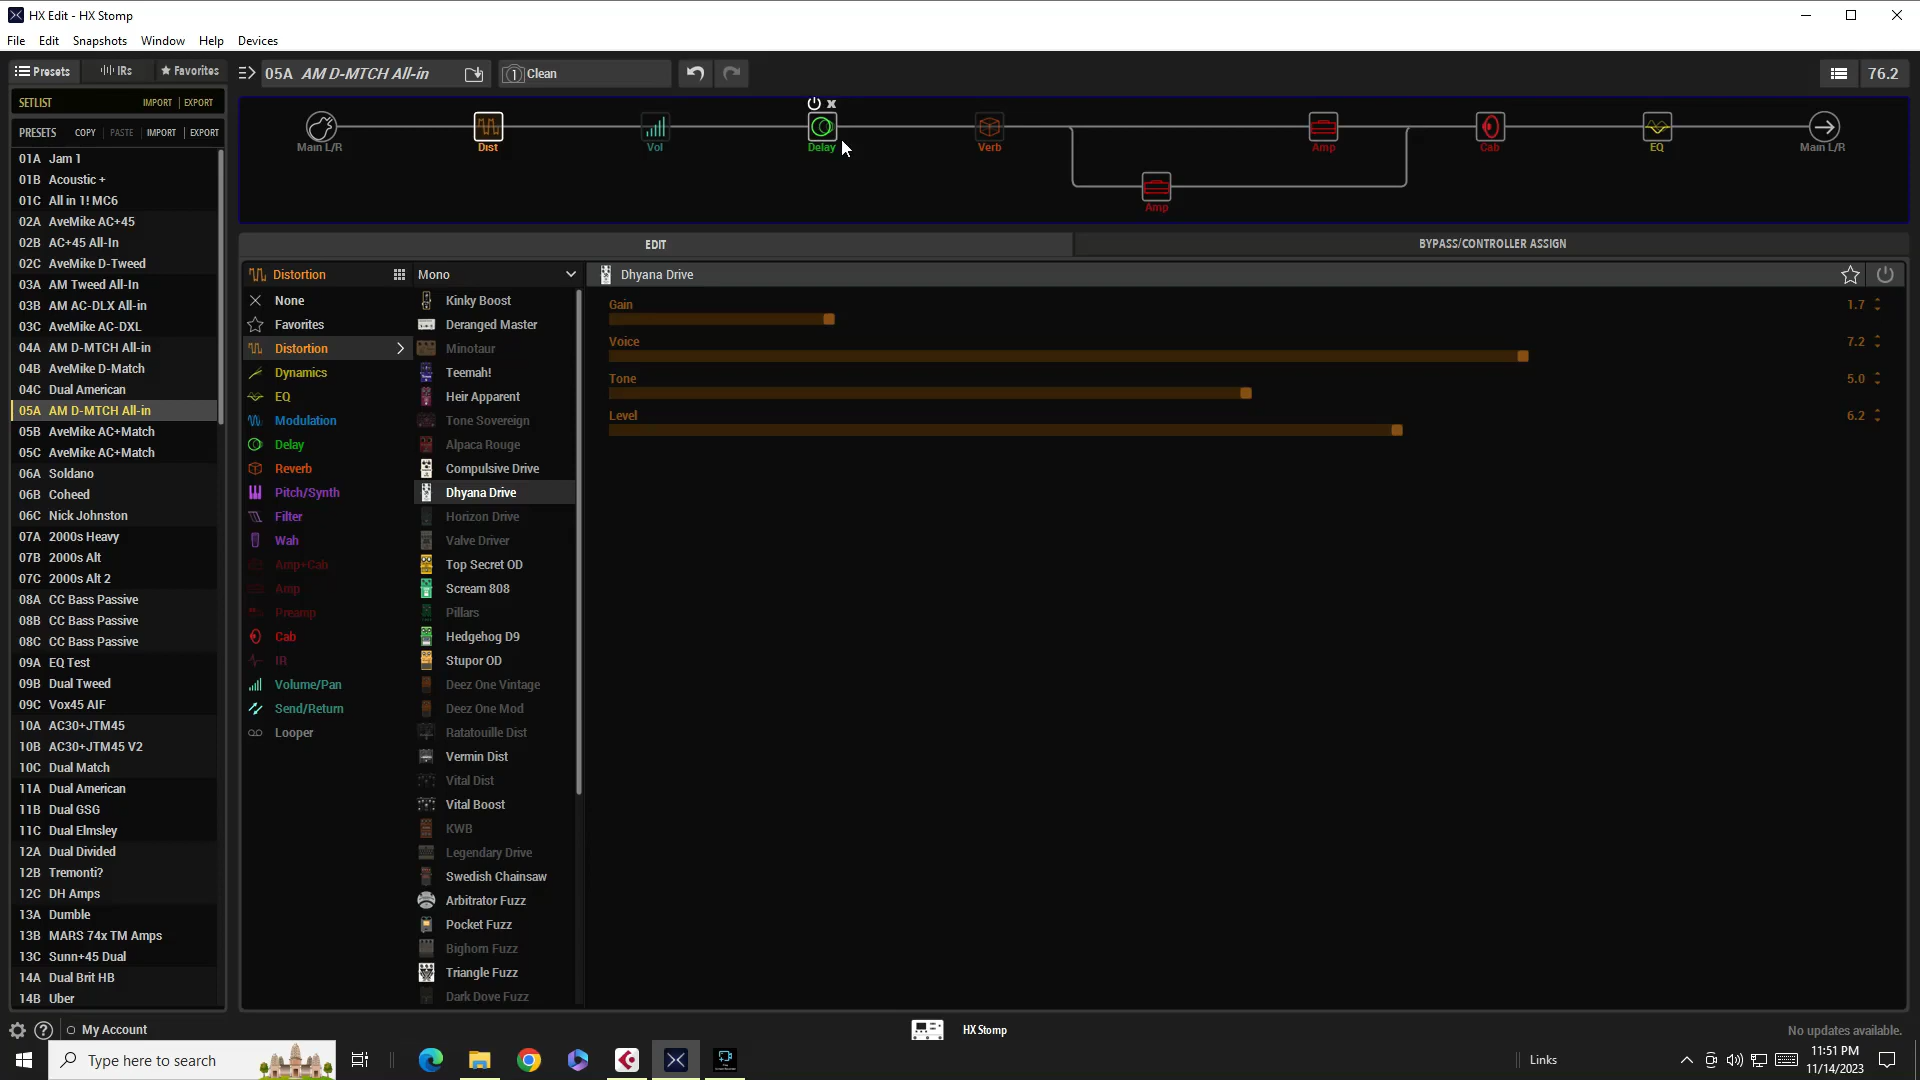 HX Edit - HX Stomp
File Edit Snapshots Window Help Devices
Presets IRs Favorites
05A AM D-MTCH All-in
1 Clean
76.2
SETLIST IMPORT | EXPORT
PRESETS COPY PASTE IMPORT | EXPORT
01A Jam 1
01B Acoustic +
01C All in 1! MC6
02A AveMike AC+45
02B AC+45 All-In
02C AveMike D-Tweed
03A AM Tweed All-In
03B AM AC-DLX All-in
03C AveMike AC-DXL
04A AM D-MTCH All-in
04B AveMike D-Match
04C Dual American
05A AM D-MTCH All-in
05B AveMike AC+Match
05C AveMike AC+Match
06A Soldano
06B Coheed
06C Nick Johnston
07A 2000s Heavy
07B 2000s Alt
07C 2000s Alt 2
08A CC Bass Passive
08B CC Bass Passive
08C CC Bass Passive
09A EQ Test
09B Dual Tweed
09C Vox45 AIF
10A AC30+JTM45
10B AC30+JTM45 V2
10C Dual Match
11A Dual American
11B Dual GSG
11C Dual Elmsley
12A Dual Divided
12B Tremonti?
12C DH Amps
13A Dumble
13B MARS 74x TM Amps
13C Sunn+45 Dual
14A Dual Brit HB
14B Uber
Main L/R
Dist
Vol
Delay
Verb
Amp
Amp
Cab
EQ
Main L/R
EDIT
BYPASS/CONTROLLER ASSIGN
Distortion
None
Favorites
Distortion
Dynamics
EQ
Modulation
Delay
Reverb
Pitch/Synth
Filter
Wah
Amp+Cab
Amp
Preamp
Cab
IR
Volume/Pan
Send/Return
Looper
Mono
Kinky Boost
Deranged Master
Minotaur
Teemah!
Heir Apparent
Tone Sovereign
Alpaca Rouge
Compulsive Drive
Dhyana Drive
Horizon Drive
Valve Driver
Top Secret OD
Scream 808
Pillars
Hedgehog D9
Stupor OD
Deez One Vintage
Deez One Mod
Ratatouille Dist
Vermin Dist
Vital Dist
Vital Boost
KWB
Legendary Drive
Swedish Chainsaw
Arbitrator Fuzz
Pocket Fuzz
Bighorn Fuzz
Triangle Fuzz
Dark Dove Fuzz
Dhyana Drive
Gain 1.7
Voice 7.2
Tone 5.0
Level 6.2
My Account
HX Stomp
No updates available.
Type here to search
Links
11:51 PM
11/14/2023